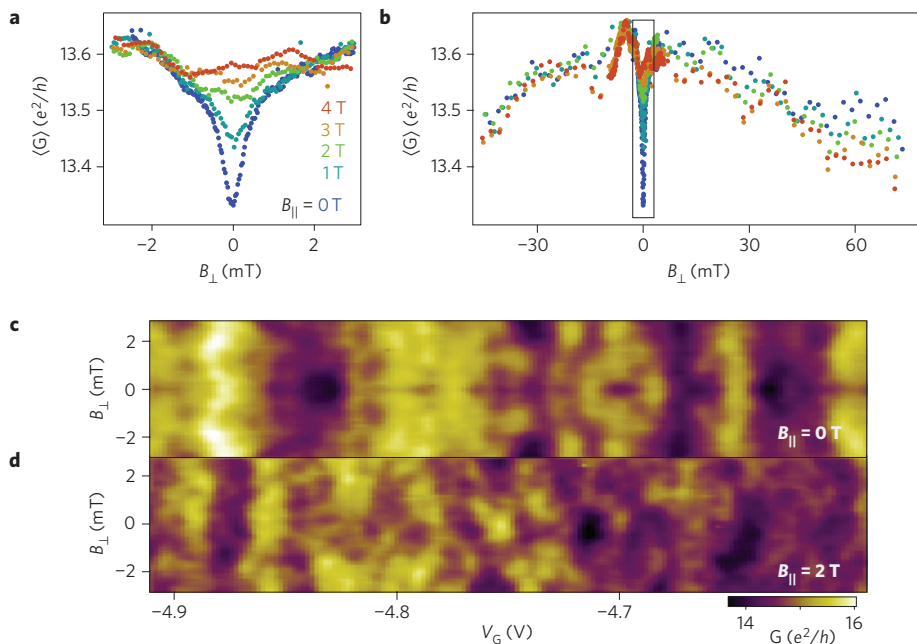 a
b
13.6
13.5
13.4
⟨G⟩ (e²/h)
4 T
3 T
2 T
1 T
B|| = 0 T
−2
0
2
B⊥ (mT)
13.6
13.5
13.4
⟨G⟩ (e²/h)
−30
0
30
60
B⊥ (mT)
c
2
0
−2
B⊥ (mT)
B|| = 0 T
d
2
0
−2
B⊥ (mT)
B|| = 2 T
−4.9
−4.8
−4.7
VG (V)
14
16
G (e²/h)